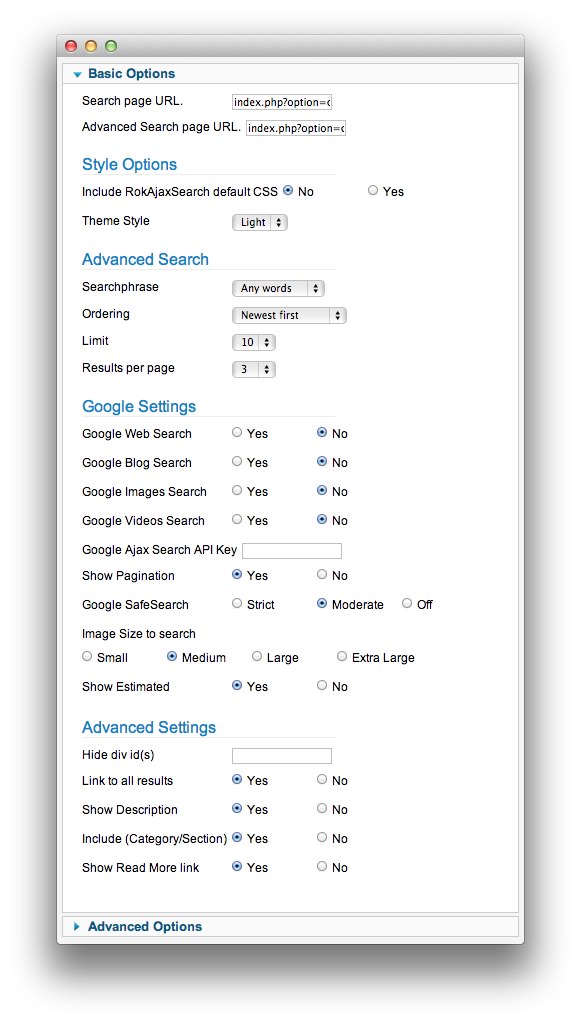 Basic Options
Search page URL. index.php?option=c
Advanced Search page URL. index.php?option=c
Style Options
Include RokAjaxSearch default CSS No Yes
Theme Style Light
Advanced Search
Searchphrase Any words
Ordering Newest first
Limit 10
Results per page 3
Google Settings
Google Web Search Yes No
Google Blog Search Yes No
Google Images Search Yes No
Google Videos Search Yes No
Google Ajax Search API Key
Show Pagination Yes No
Google SafeSearch Strict Moderate Off
Image Size to search
Small Medium Large Extra Large
Show Estimated Yes No
Advanced Settings
Hide div id(s)
Link to all results Yes No
Show Description Yes No
Include (Category/Section) Yes No
Show Read More link Yes No
Advanced Options